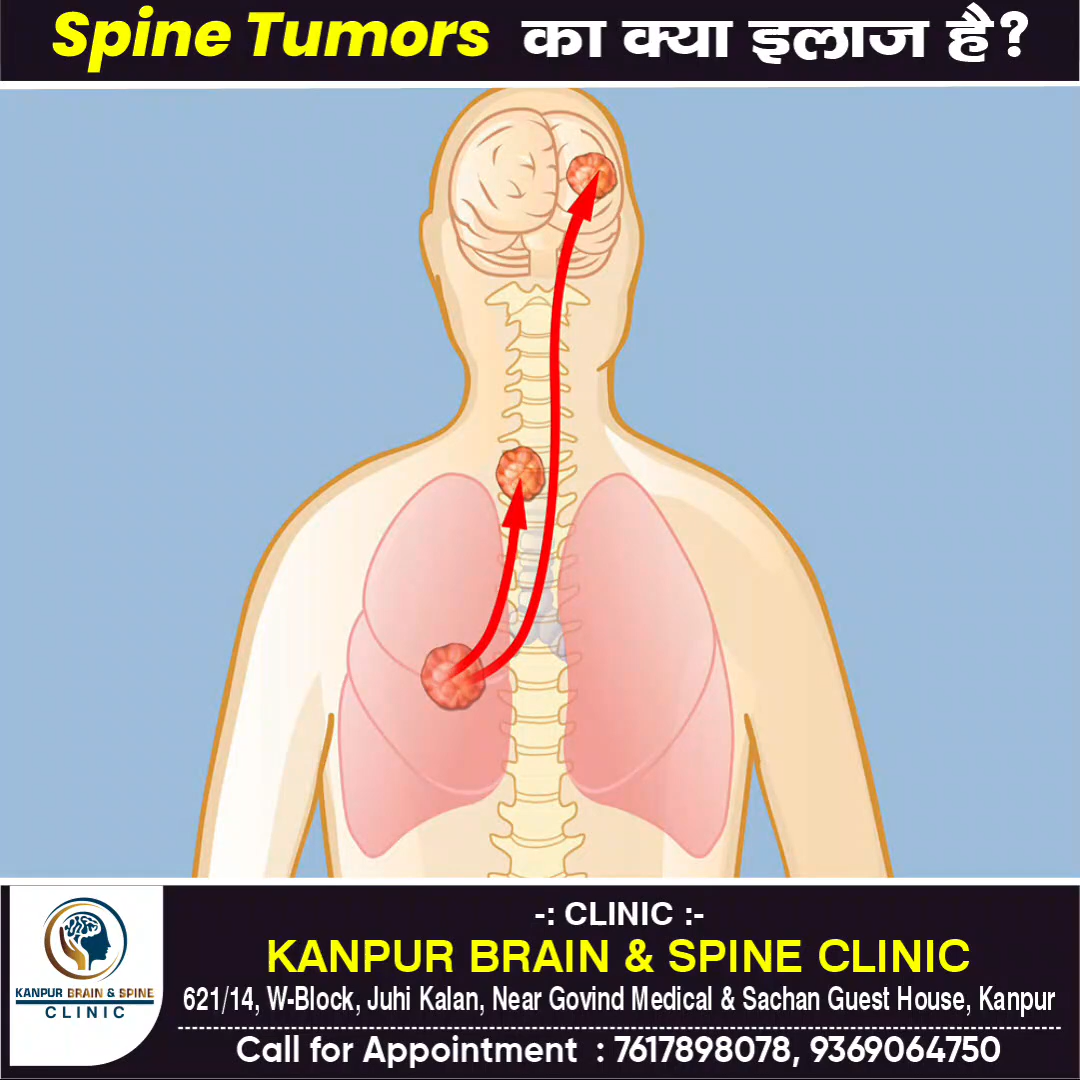 Spine Tumors का क्या इलाज है?
-: CLINIC :-
KANPUR BRAIN & SPINE CLINIC
621/14, W-Block, Juhi Kalan, Near Govind Medical & Sachan Guest House, Kanpur
Call for Appointment : 7617898078, 9369064750
KANPUR BRAIN & SPINE
CLINIC